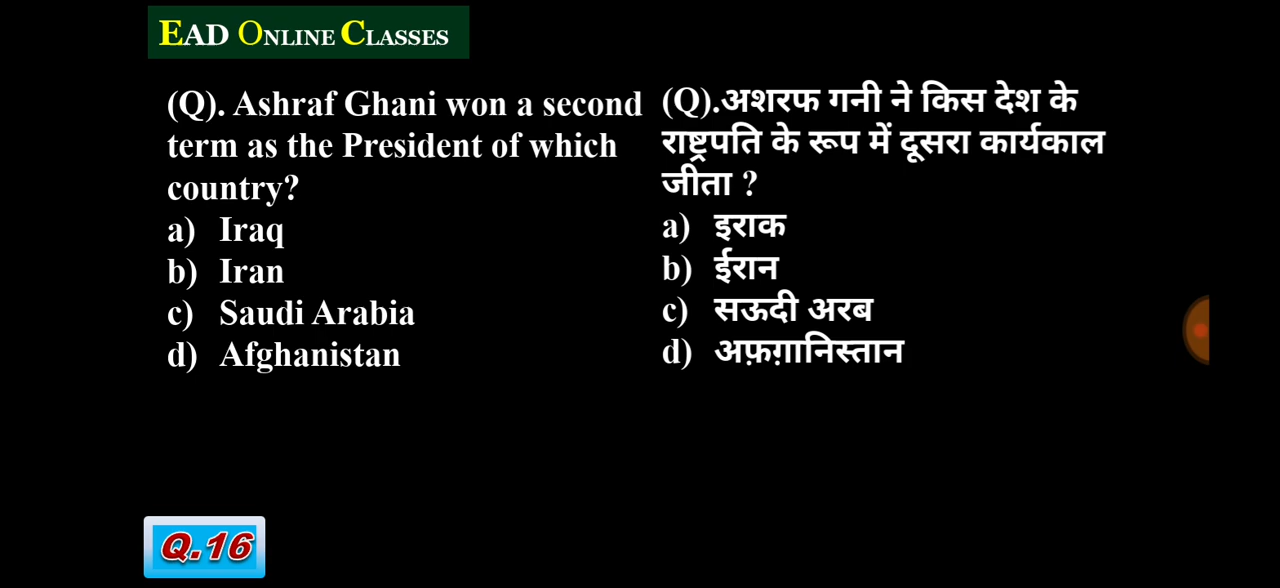 EAD ONLINE CLASSES
(Q). Ashraf Ghani won a second
term as the President of which
country?
a) Iraq
b) Iran
c) Saudi Arabia
d) Afghanistan
(Q).अशरफ गनी ने किस देश के
राष्ट्रपति के रूप में दूसरा कार्यकाल
जीता ?
a) इराक
b) ईरान
c) सऊदी अरब
d) अफ़ग़ानिस्तान
Q.16